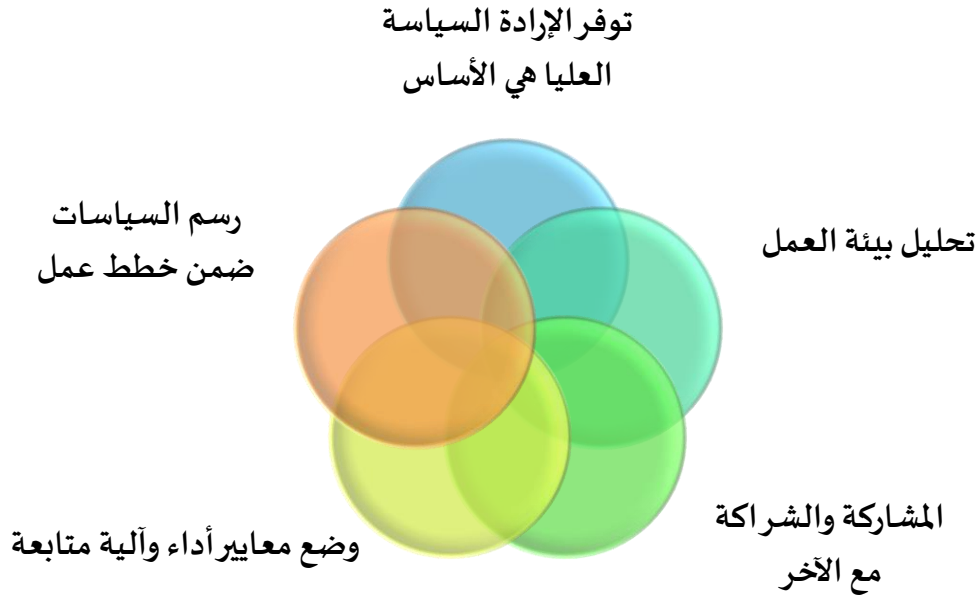 توفر الإرادة السياسة
العليا هي الأساس
تحليل بيئة العمل
المشاركة والشراكة
مع الآخر
وضع معايير أداء وآلية متابعة
رسم السياسات
ضمن خطط عمل